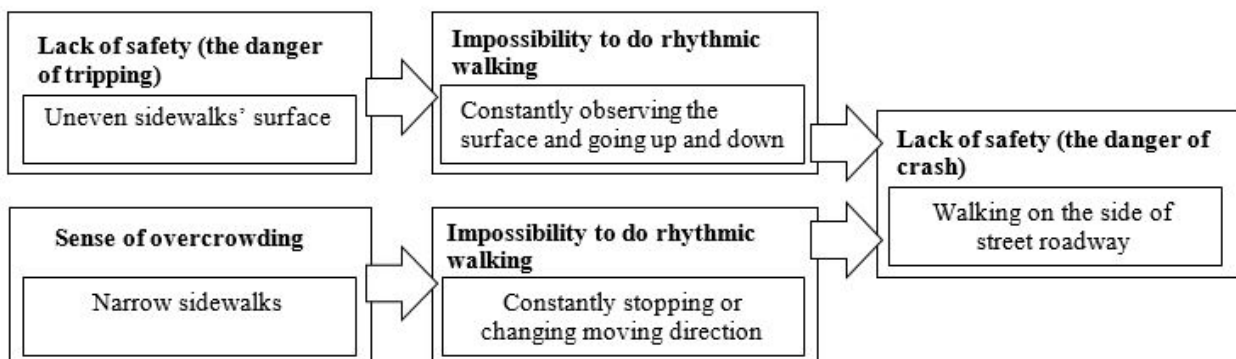 Lack of safety (the danger
of tripping)
Uneven sidewalks’ surface
Impossibility to do rhythmic
walking
Constantly observing the
surface and going up and down
Sense of overcrowding
Narrow sidewalks
Impossibility to do rhythmic
walking
Constantly stopping or
changing moving direction
Lack of safety (the danger of
crash)
Walking on the side of
street roadway